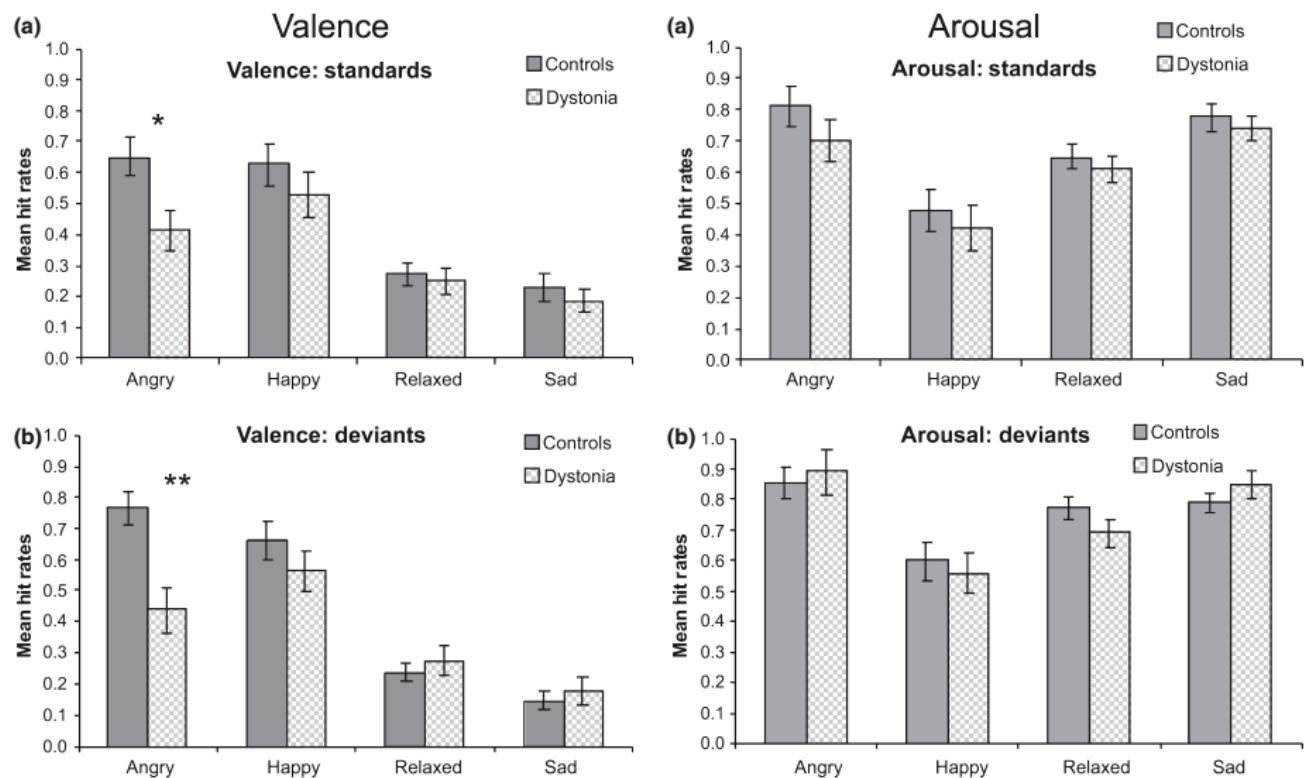 Valence
(a)
Valence: standards
Controls
Dystonia
Mean hit rates
1.0
0.9
0.8
0.7
0.6
0.5
0.4
0.3
0.2
0.1
0.0
*
Angry Happy Relaxed Sad
Arousal
(a)
Arousal: standards
Controls
Dystonia
Mean hit rates
1.0
0.9
0.8
0.7
0.6
0.5
0.4
0.3
0.2
0.1
0.0
Angry Happy Relaxed Sad
(b)
Valence: deviants
Controls
Dystonia
Mean hit rates
1.0
0.9
0.8
0.7
0.6
0.5
0.4
0.3
0.2
0.1
0.0
**
Angry Happy Relaxed Sad
(b)
Arousal: deviants
Controls
Dystonia
Mean hit rates
1.0
0.9
0.8
0.7
0.6
0.5
0.4
0.3
0.2
0.1
0.0
Angry Happy Relaxed Sad